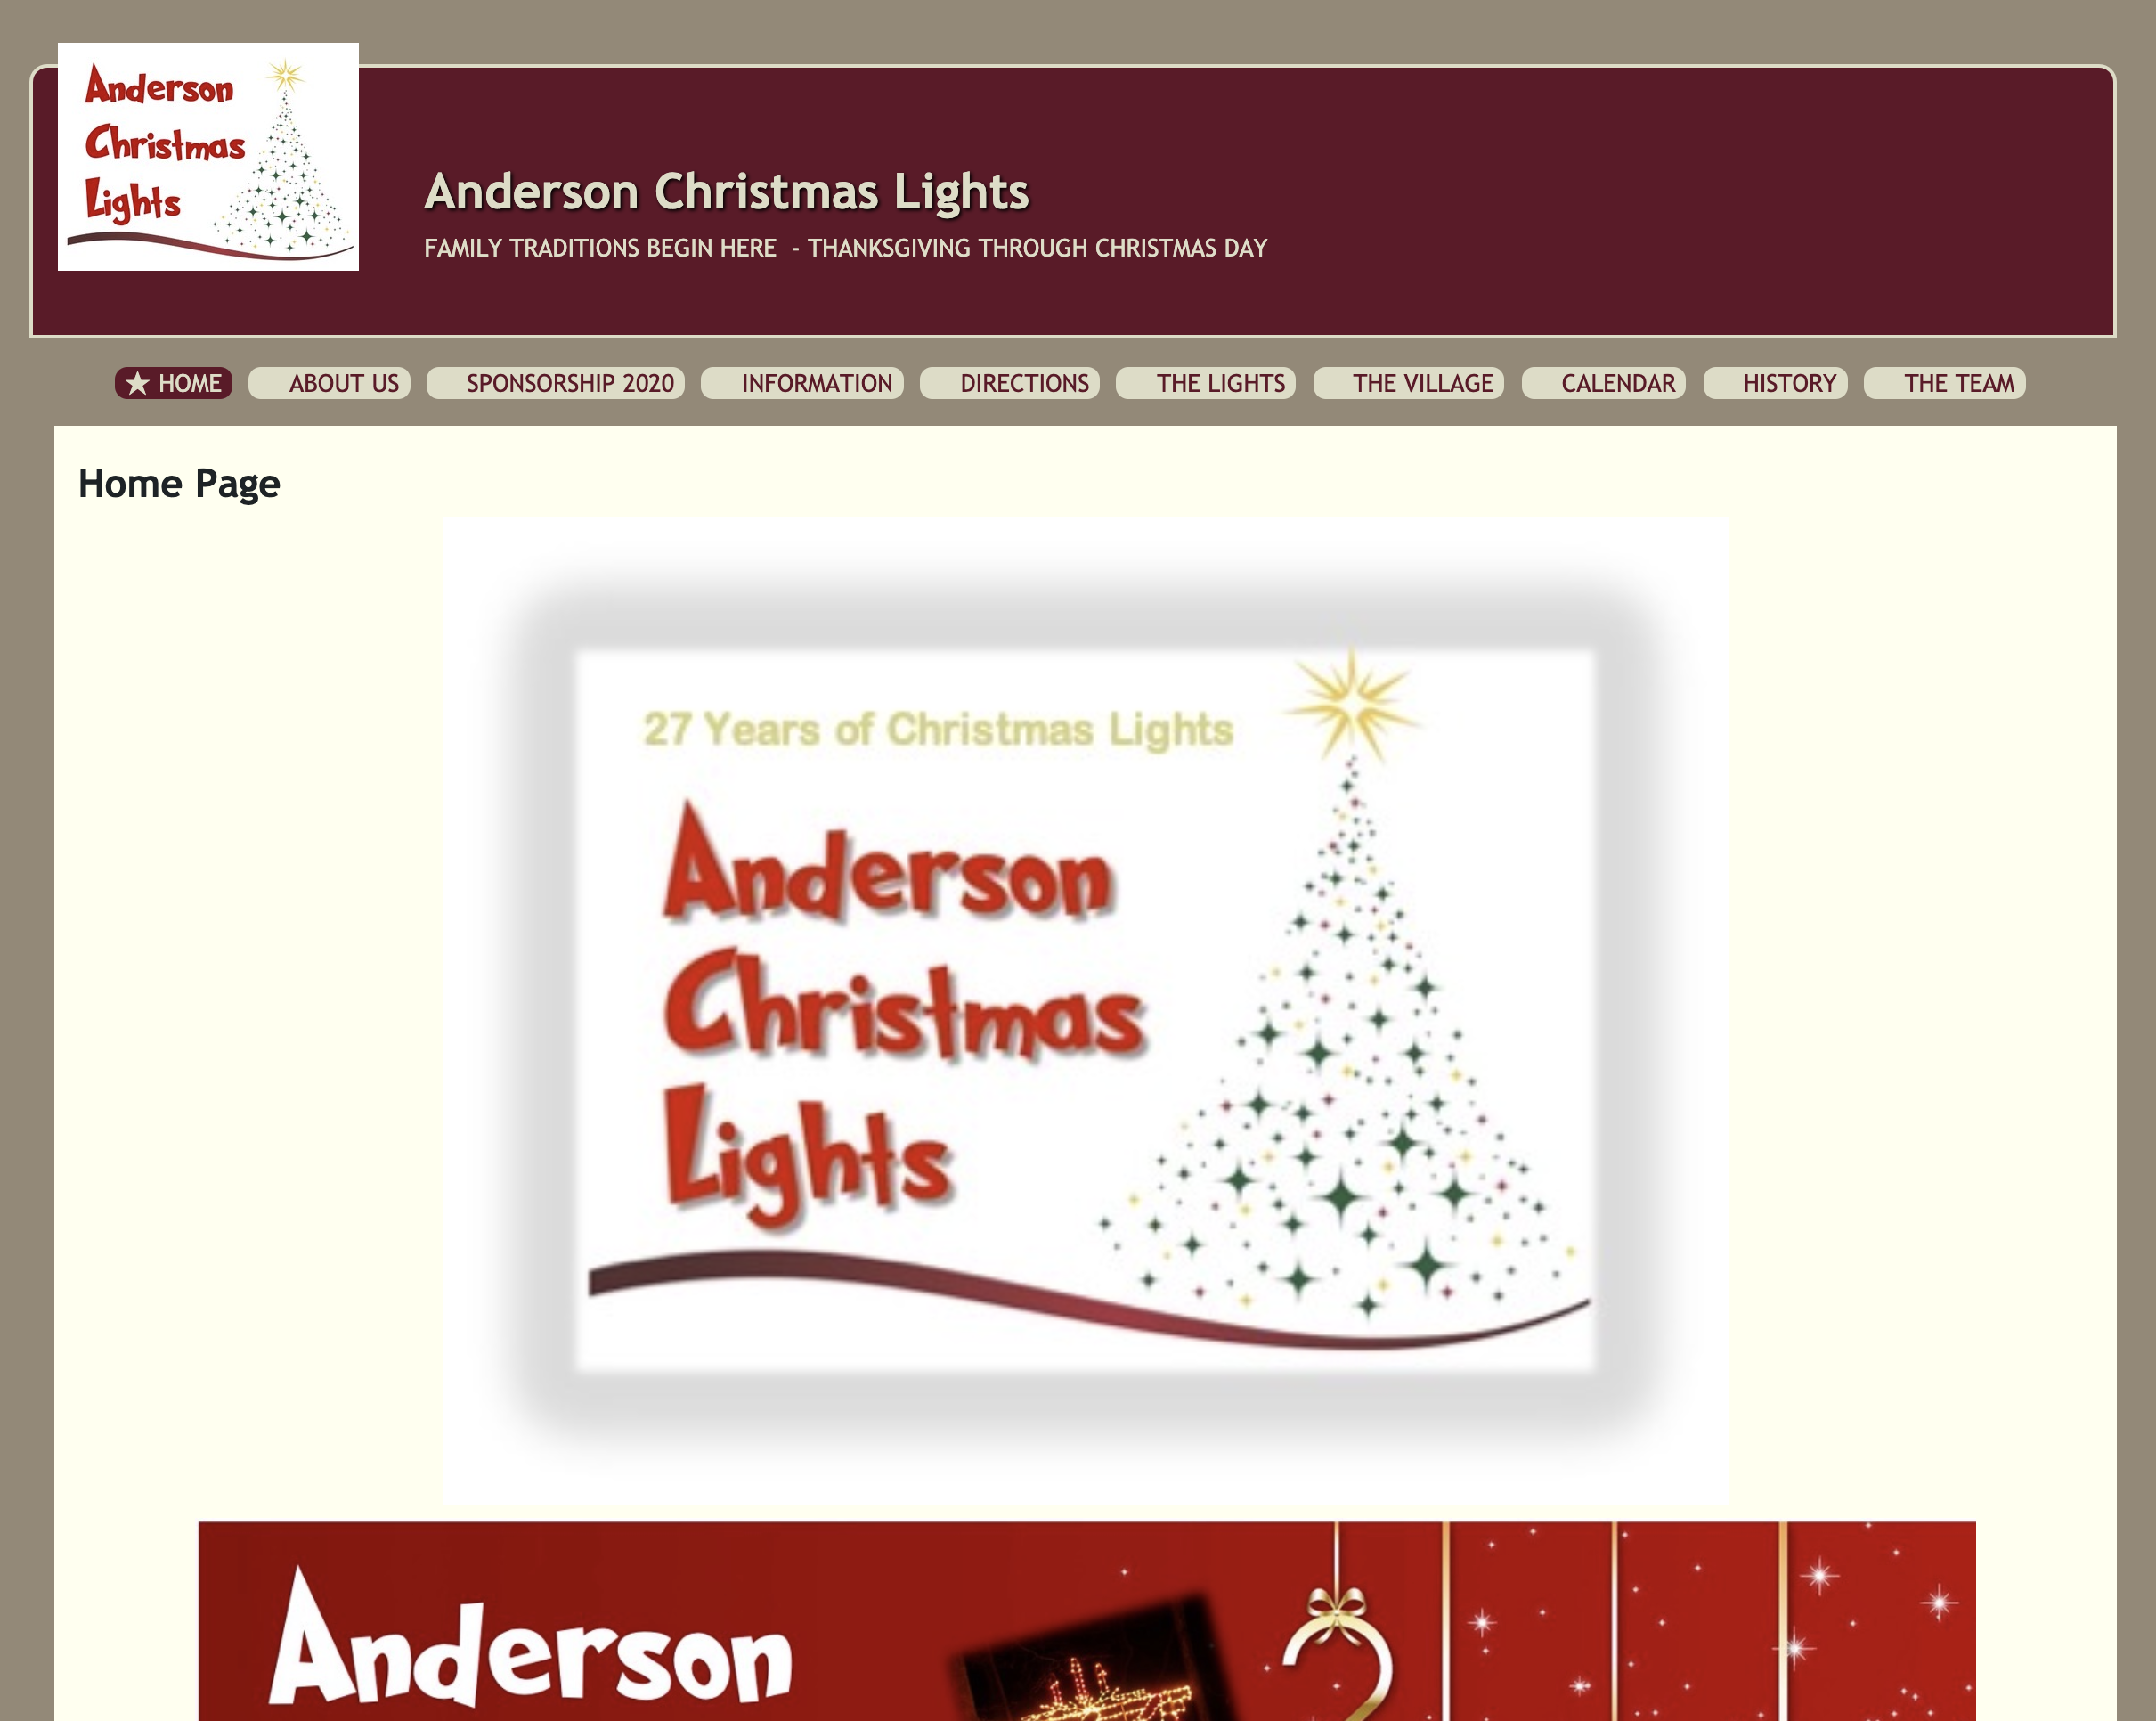 Anderson
Christmas
Lights
Anderson Christmas Lights
FAMILY TRADITIONS BEGIN HERE - THANKSGIVING THROUGH CHRISTMAS DAY
HOME ABOUT US SPONSORSHIP 2020 INFORMATION DIRECTIONS THE LIGHTS THE VILLAGE CALENDAR HISTORY THE TEAM
Home Page
27 Years of Christmas Lights
Anderson
Christmas
Lights
Anderson
2